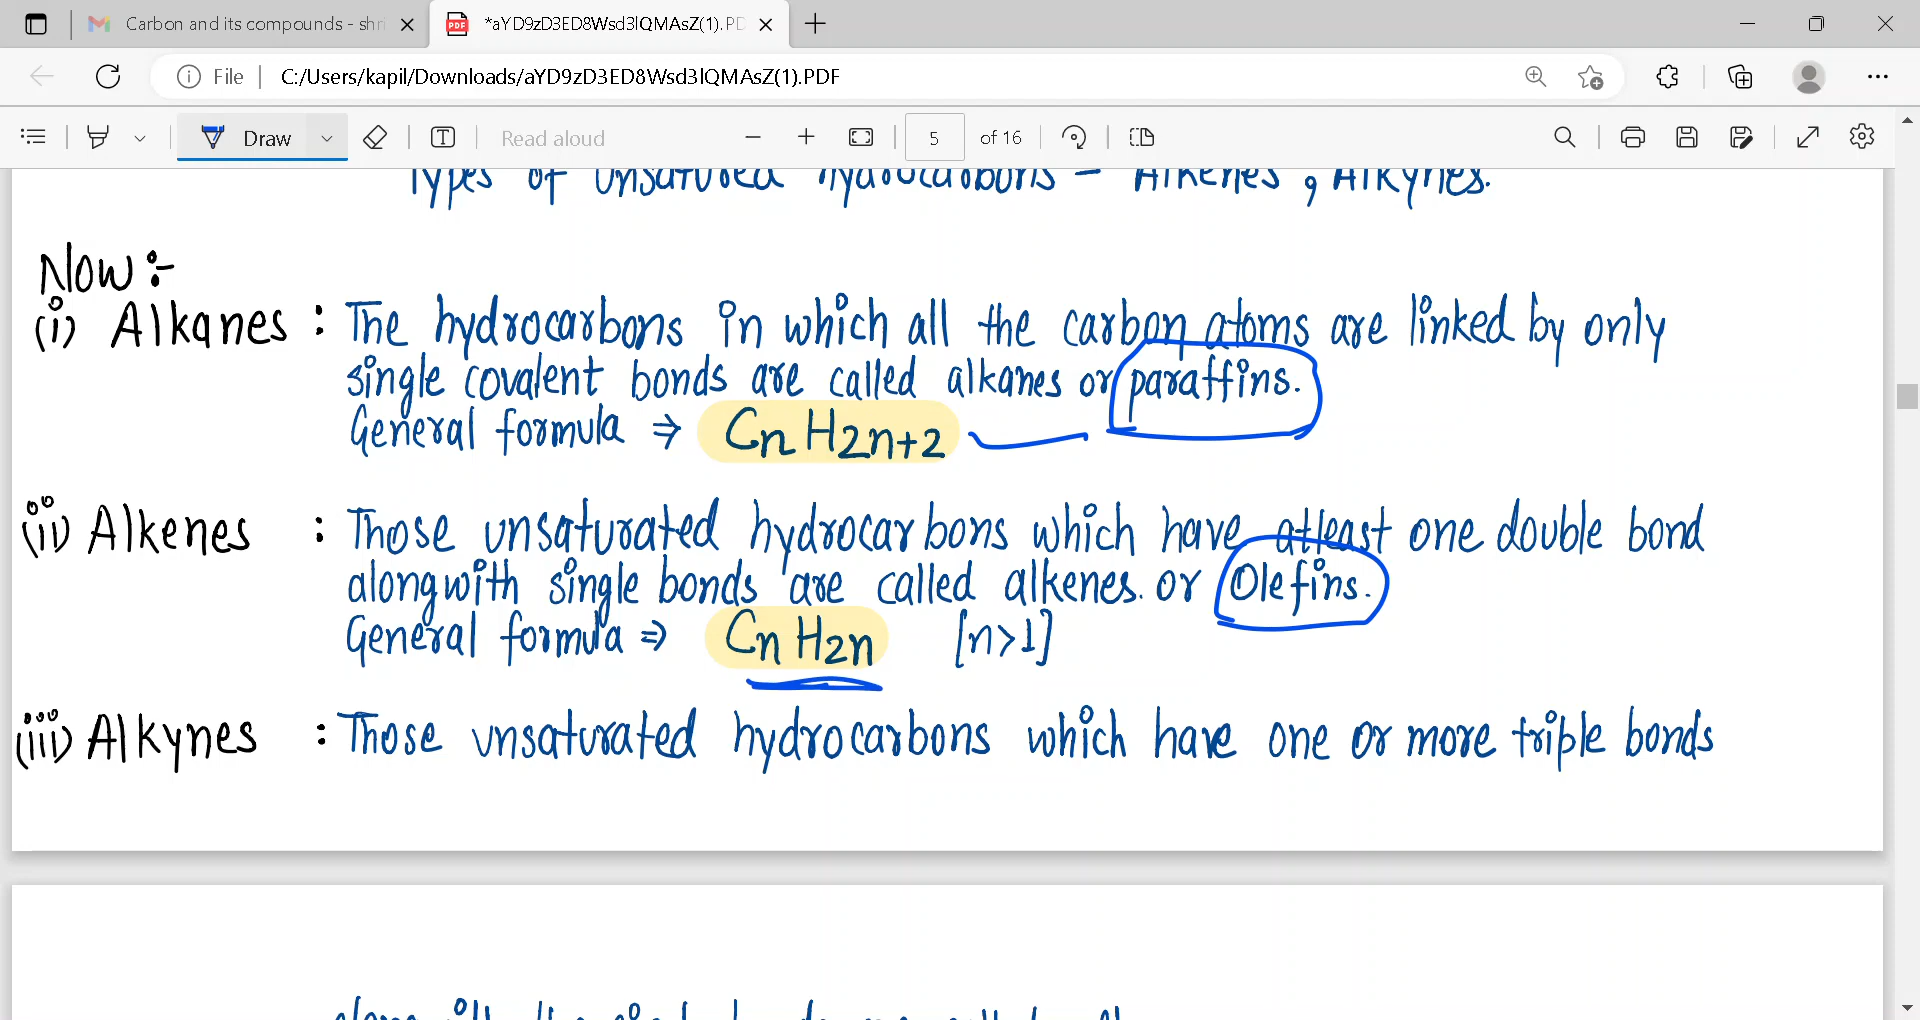 Carbon and its compounds - shri
*aYD9zD3ED8Wsd3lQMAsZ(1).PD
File
C:/Users/kapil/Downloads/aYD9zD3ED8Wsd3lQMAsZ(1).PDF
Draw
Read aloud
5 of 16
Types of Unsatured hydrocarbons - Alkenes, Alkynes.
Now :-
(i) Alkanes : The hydrocarbons in which all the carbon atoms are linked by only
single covalent bonds are called alkanes or paraffins.
General formula ⇒ CnH2n+2
(ii) Alkenes : Those unsaturated hydrocarbons which have atleast one double bond
alongwith single bonds are called alkenes. or Olefins.
General formula ⇒ CnH2n [n>1]
(iii) Alkynes : Those unsaturated hydrocarbons which have one or more triple bonds